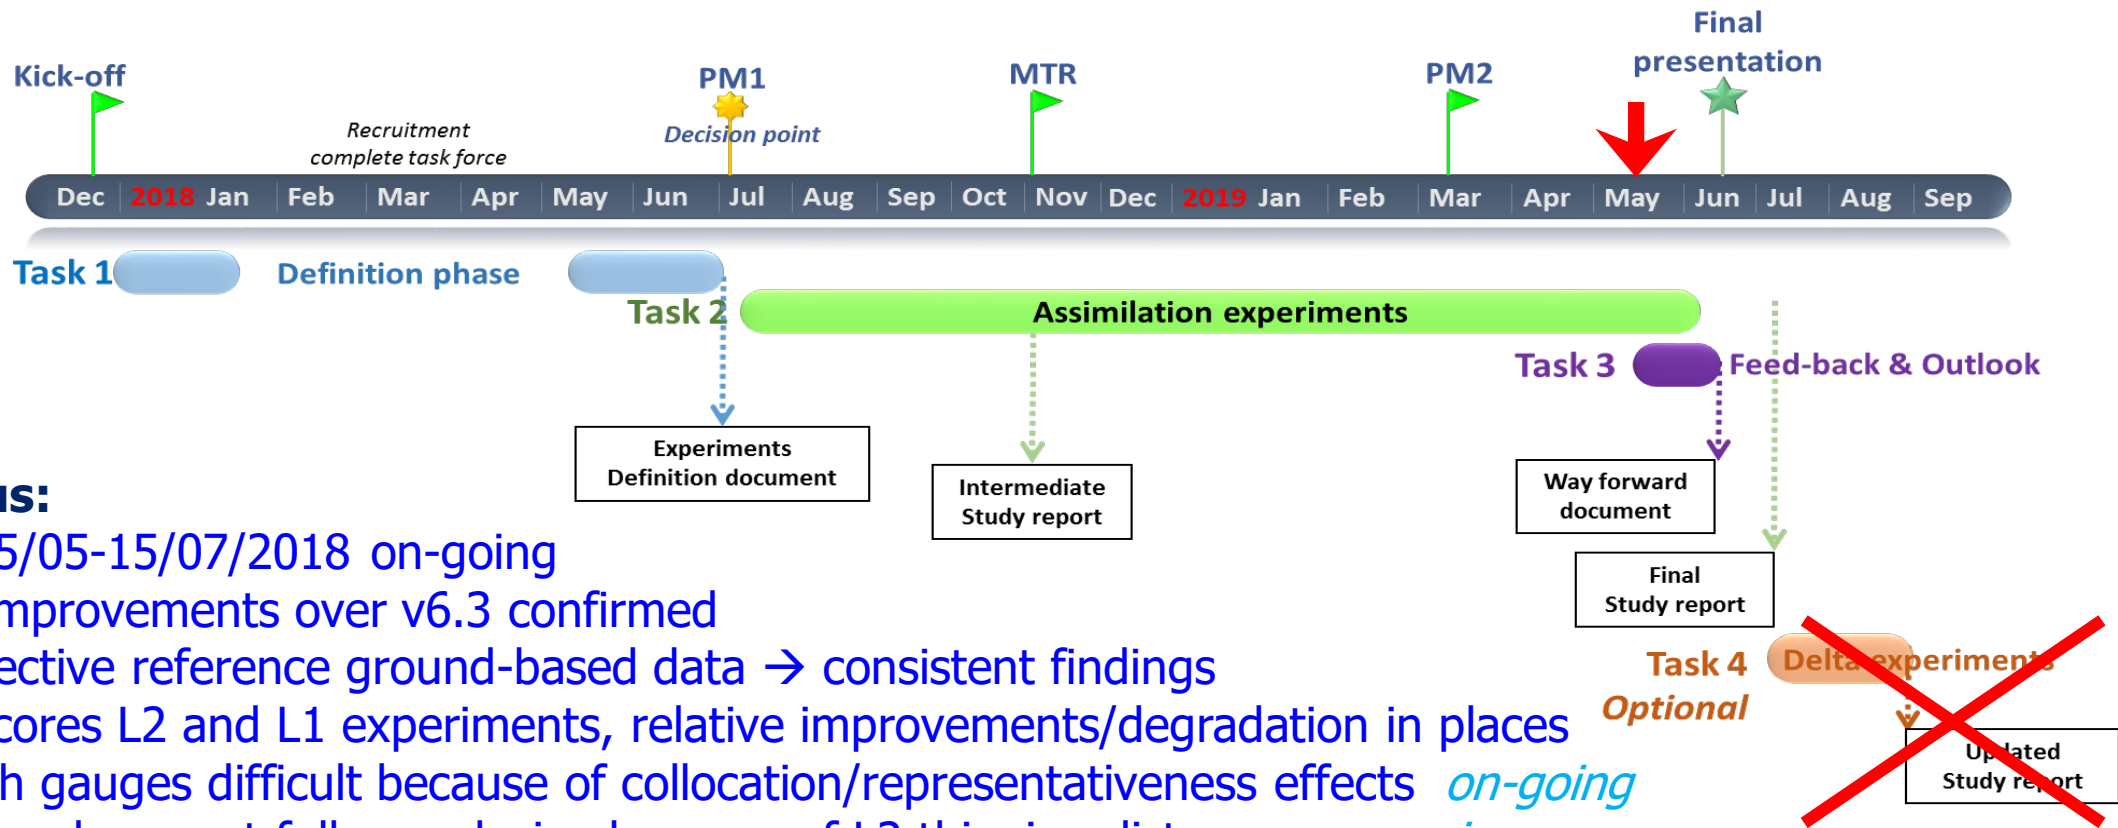 Final
presentation
Kick-off
PM1
MTR
PM2
Recruitment
complete task force
Decision point
Dec 2018 Jan Feb Mar Apr May Jun Jul Aug Sep Oct Nov Dec 2019 Jan Feb Mar Apr May Jun Jul Aug Sep
Task 1 Definition phase
Task 2 Assimilation experiments
Task 3 Feed-back & Outlook
Experiments
Definition document
Intermediate
Study report
Way forward
document
Final
Study report
Task 4 Delta experiments
Optional
Updated
Study report
us:
5/05-15/07/2018 on-going
mprovements over v6.3 confirmed
ective reference ground-based data → consistent findings
cores L2 and L1 experiments, relative improvements/degradation in places
h gauges difficult because of collocation/representativeness effects on-going